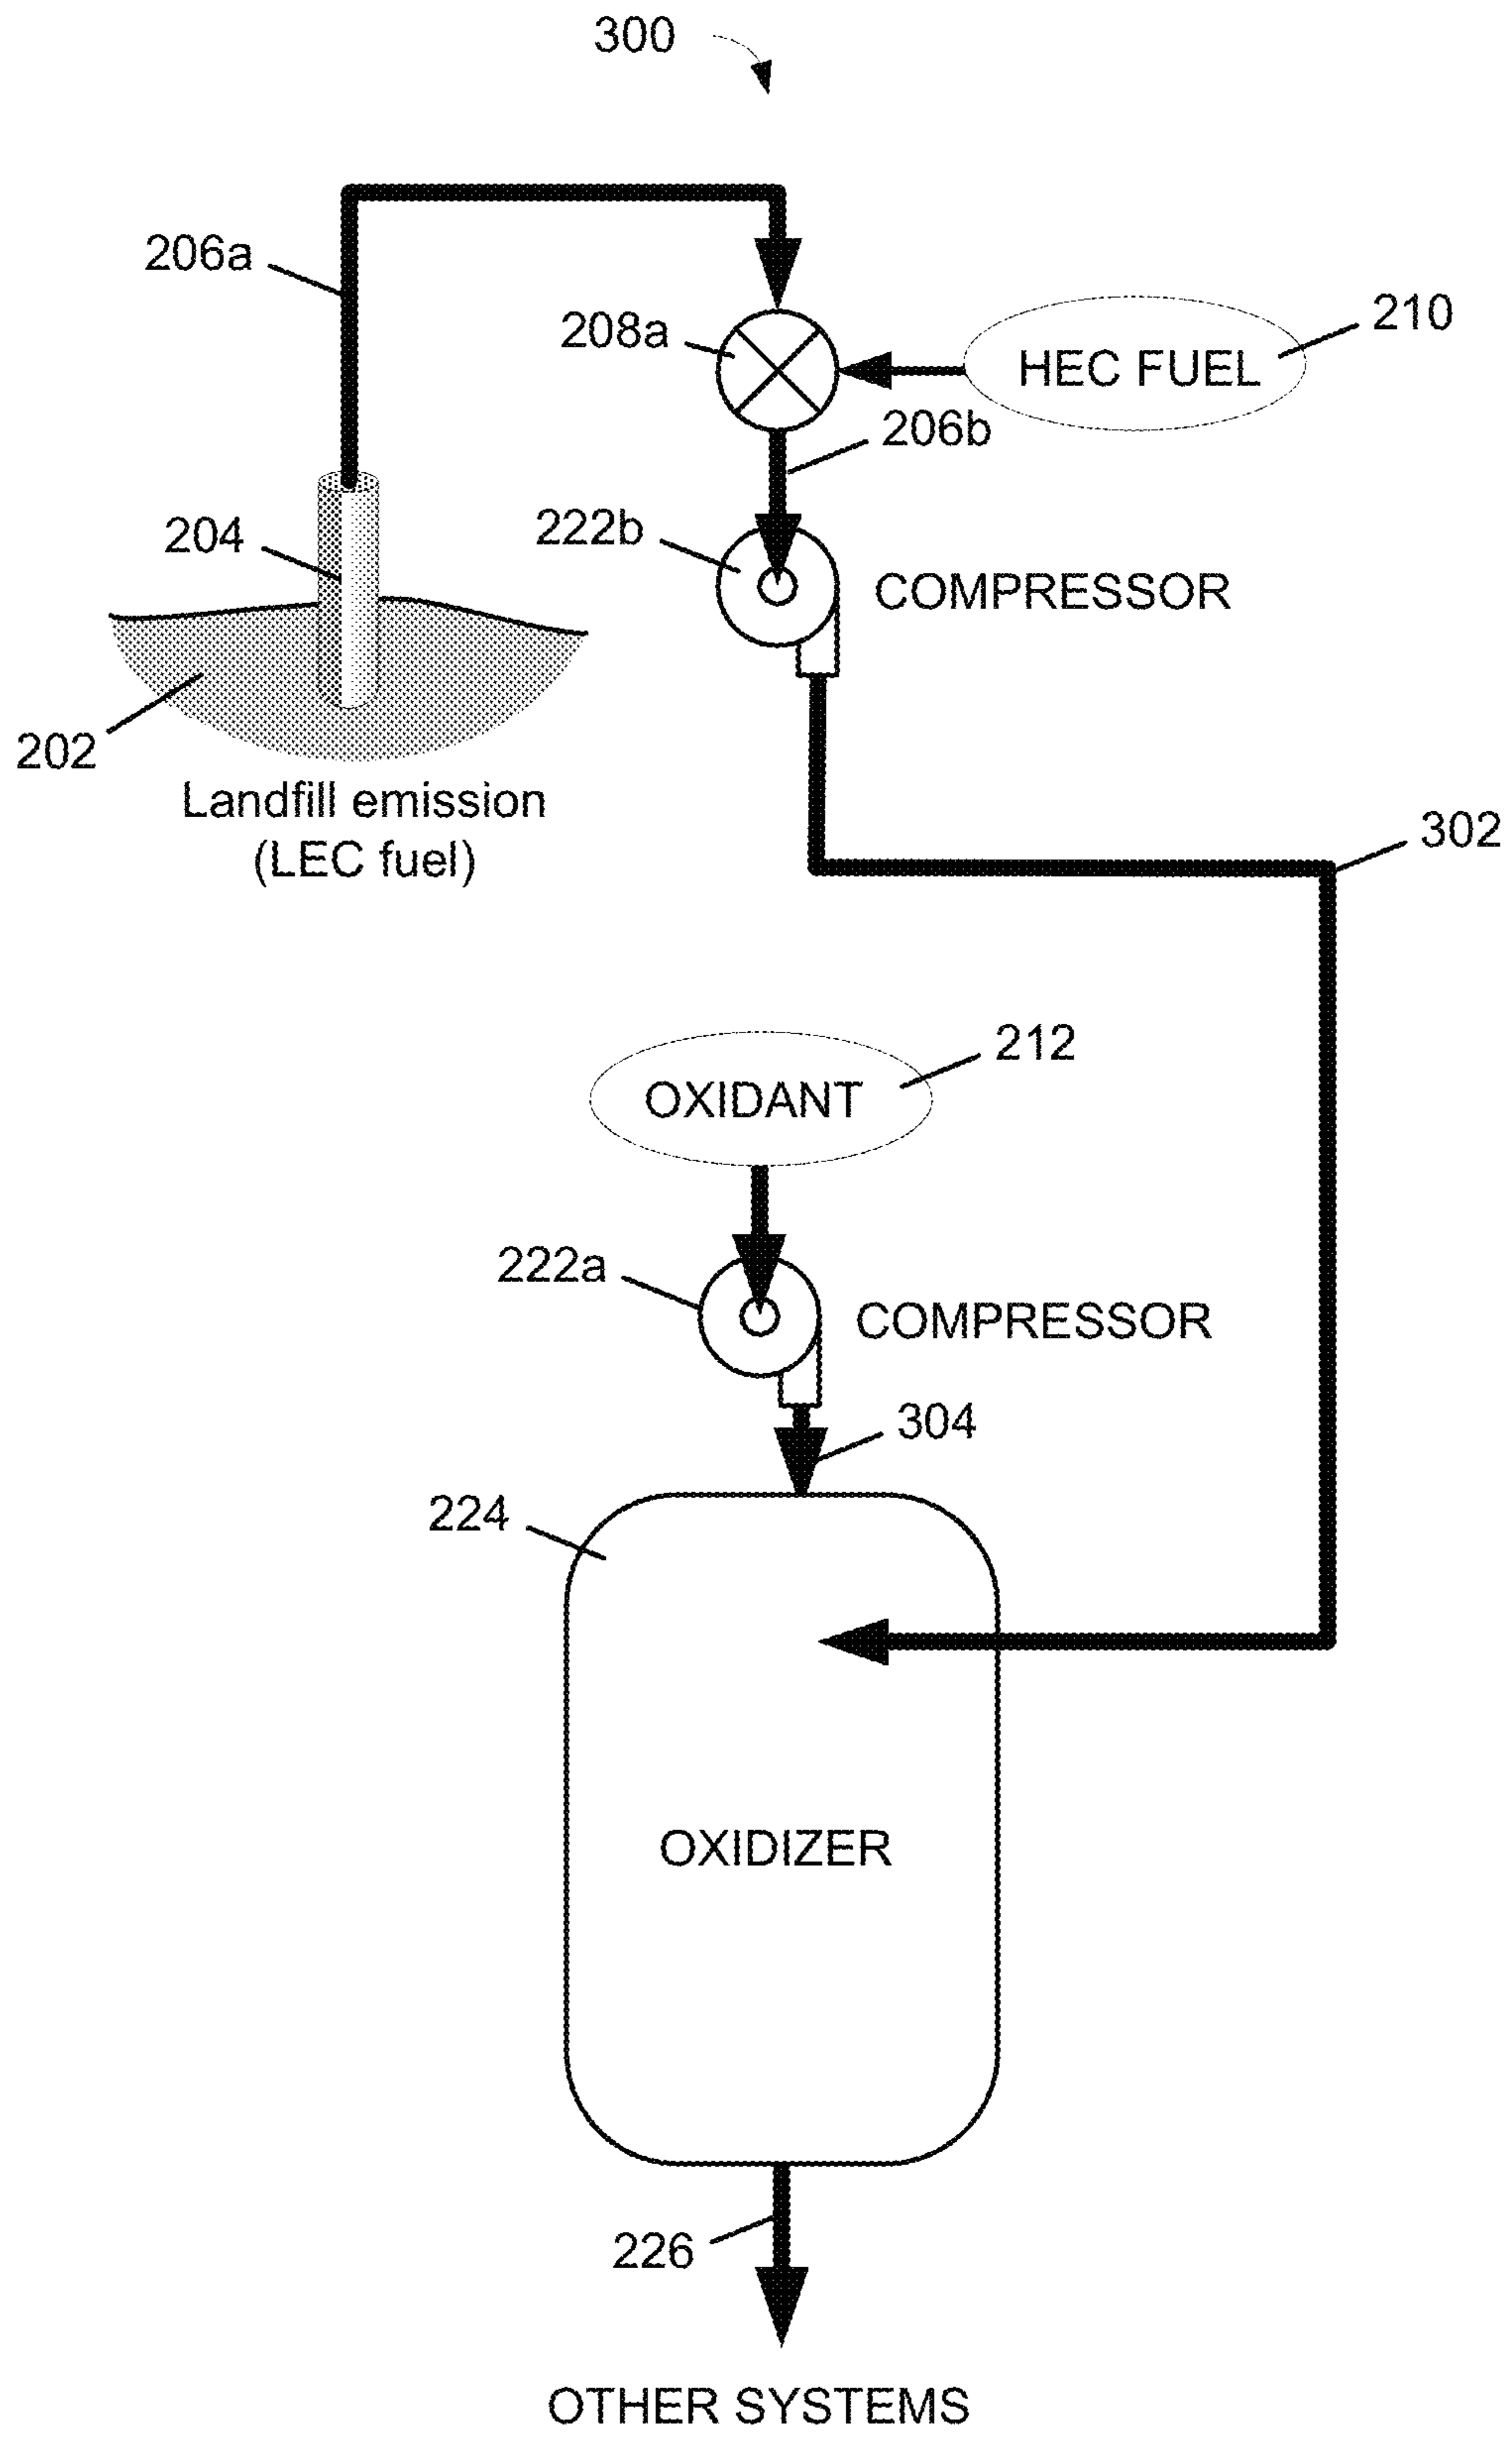 300
206a
208a
210
HEC FUEL
206b
204
222b
COMPRESSOR
202
Landfill emission
(LEC fuel)
302
212
OXIDANT
222a
COMPRESSOR
304
224
OXIDIZER
226
OTHER SYSTEMS